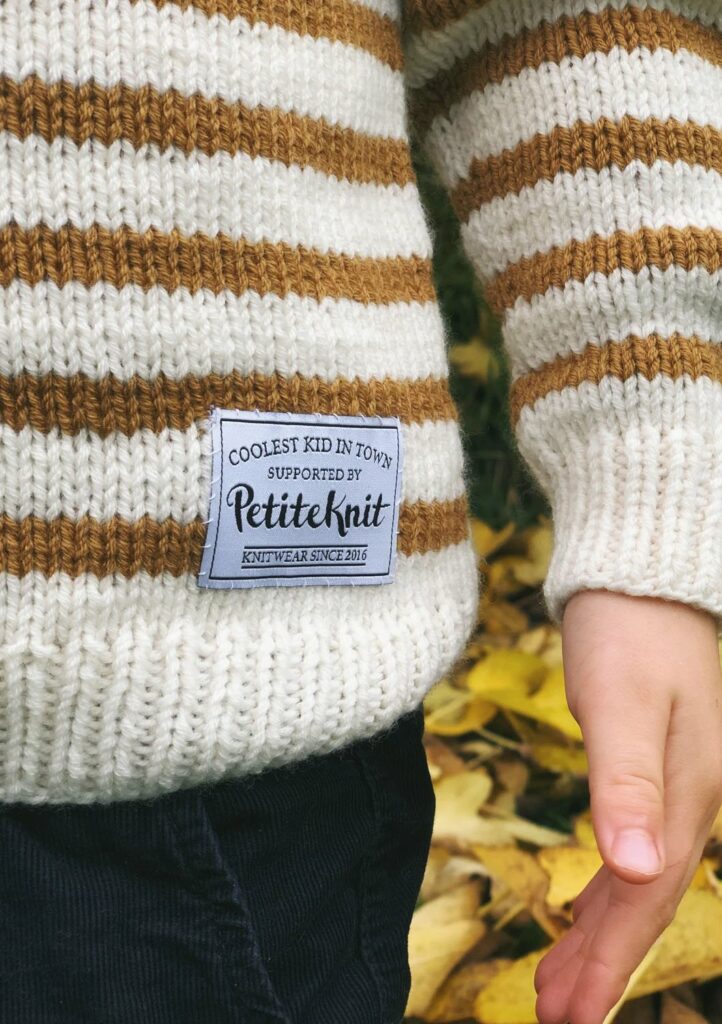 COOLEST KID IN TOWN
SUPPORTED BY
PetiteKnit
KNITWEAR SINCE 2016